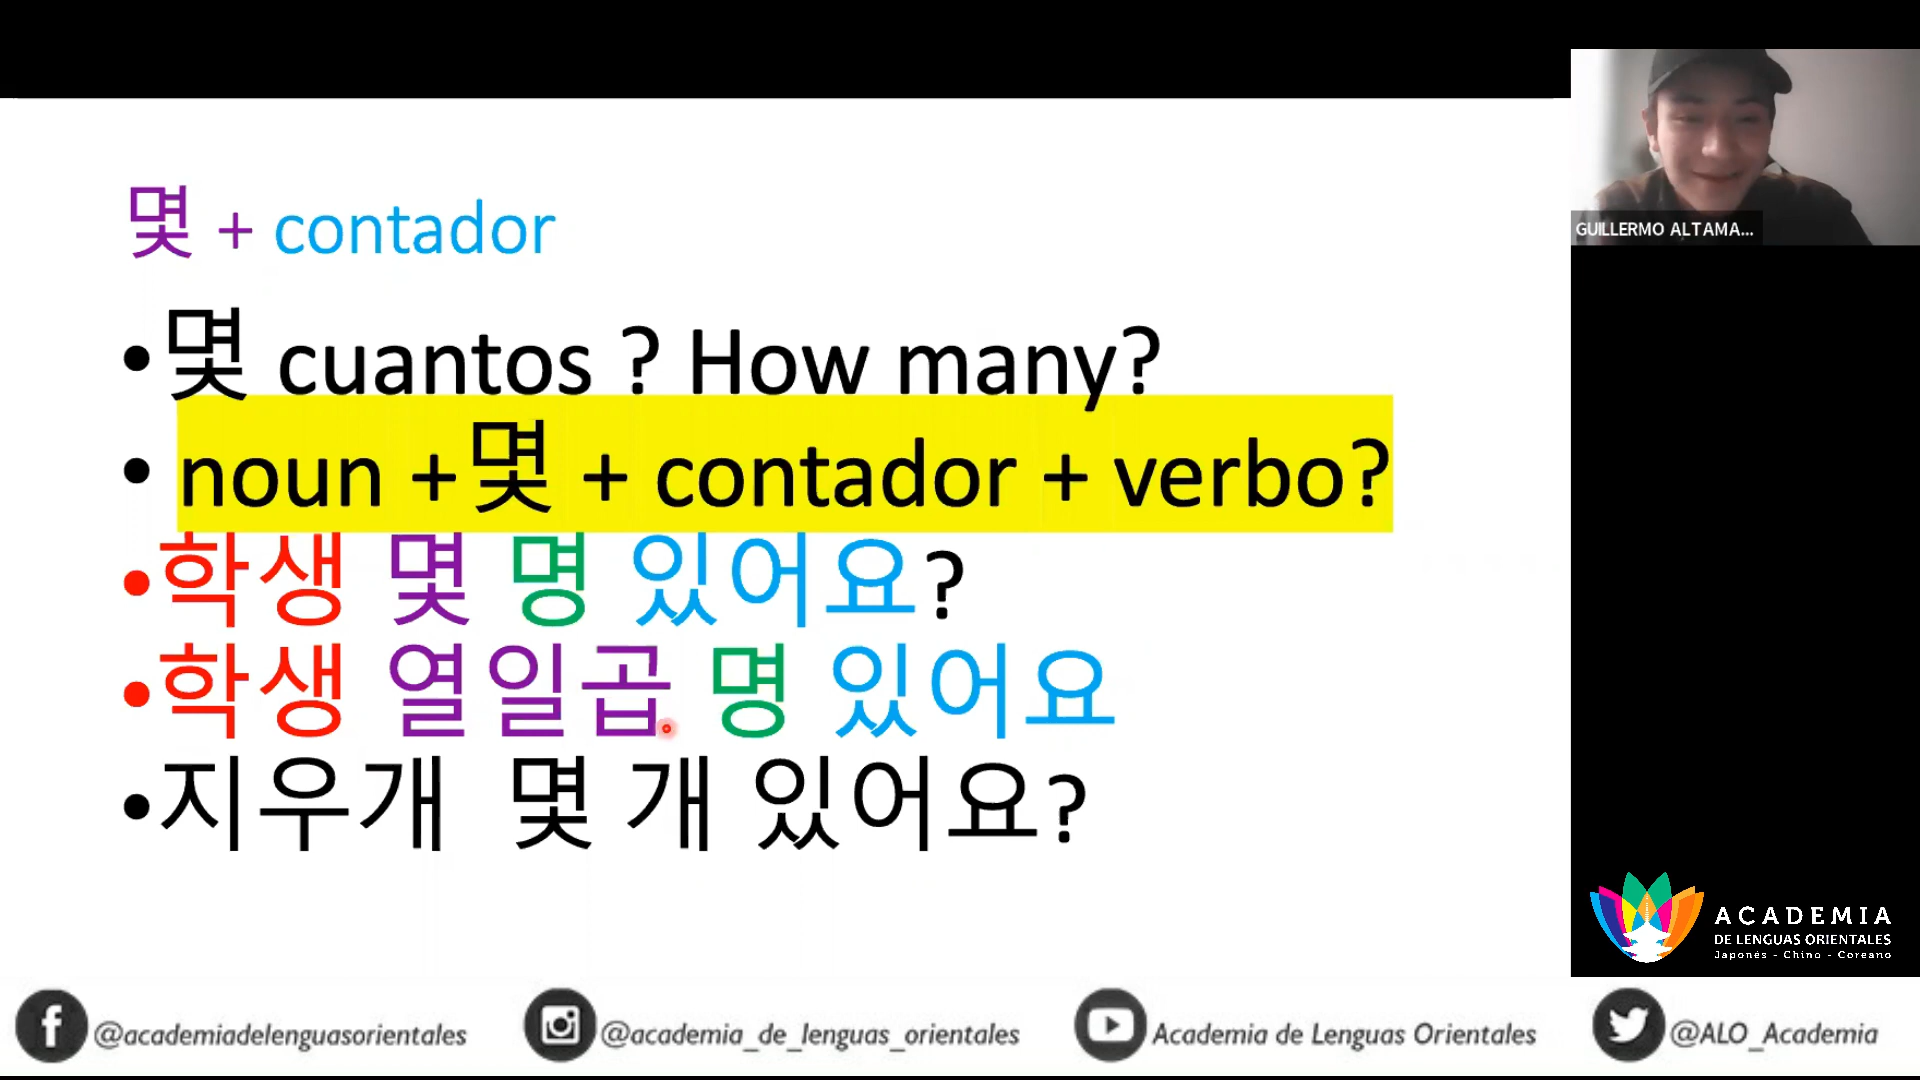 몇 + contador
•몇 cuantos ? How many?
• noun +몇 + contador + verbo?
•학생 몇 명 있어요?
•학생 열일곱 명 있어요
•지우개 몇 개 있어요?
GUILLERMO ALTAMA...
ACADEMIA
DE LENGUAS ORIENTALES
Japonés - Chino - Coreano
@academiadelenguasorientales
@academia_de_lenguas_orientales
Academia de Lenguas Orientales
@ALO_Academia